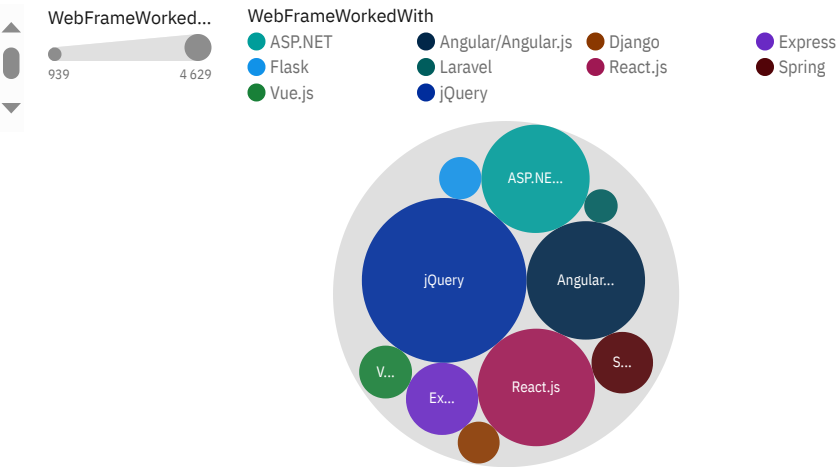 WebFrameWorked...
939
4 629
WebFrameWorkedWith
ASP.NET
Angular/Angular.js
Django
Express
Flask
Laravel
React.js
Spring
Vue.js
jQuery
ASP.NE...
jQuery
Angular...
S...
V...
React.js
Ex...